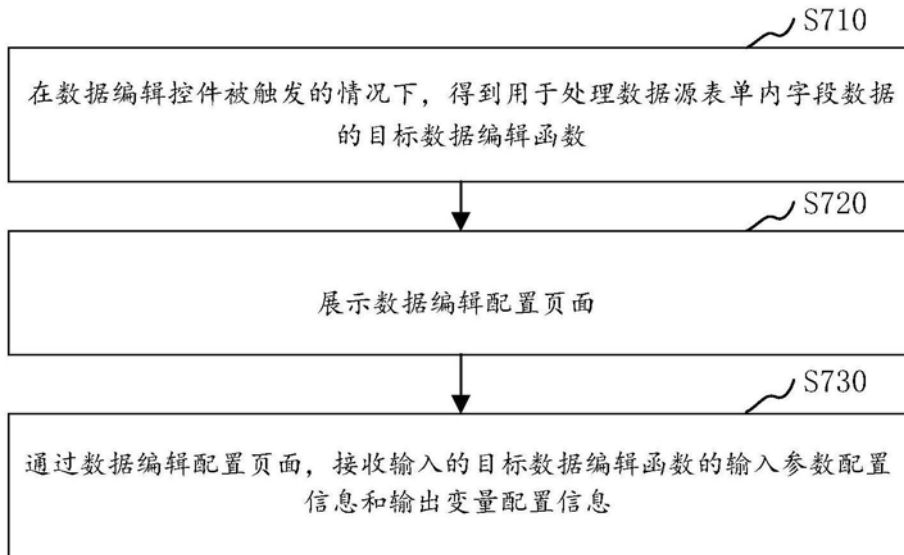 S710
在数据编辑控件被触发的情况下，得到用于处理数据源表单内字段数据
的目标数据编辑函数
S720
展示数据编辑配置页面
S730
通过数据编辑配置页面，接收输入的目标数据编辑函数的输入参数配置
信息和输出变量配置信息